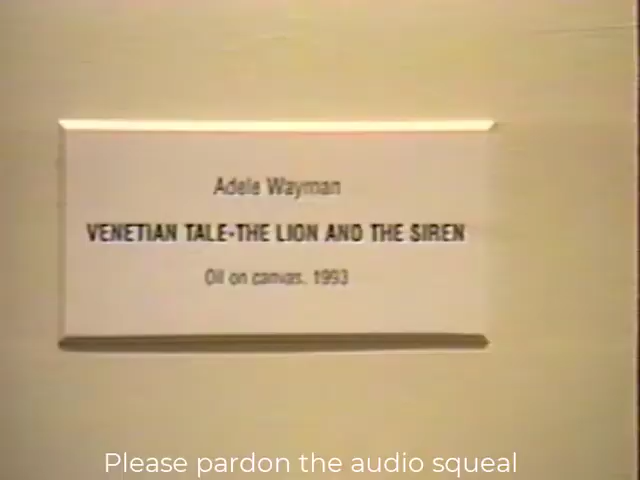 Adele Wayman
VENETIAN TALE-THE LION AND THE SIREN
Oil on canvas. 1993
Please pardon the audio squeal